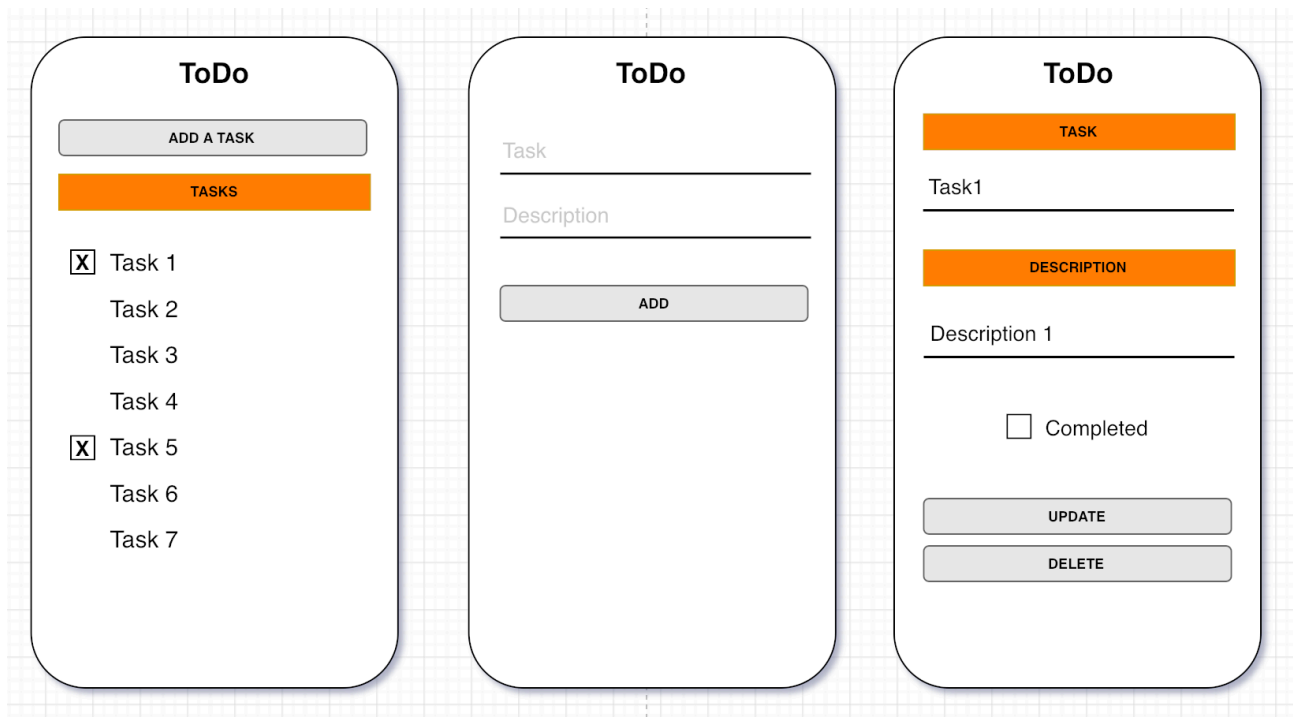 ToDo
ADD A TASK
TASKS
X Task 1
Task 2
Task 3
Task 4
X Task 5
Task 6
Task 7
ToDo
Task
Description
ADD
ToDo
TASK
Task1
DESCRIPTION
Description 1
Completed
UPDATE
DELETE